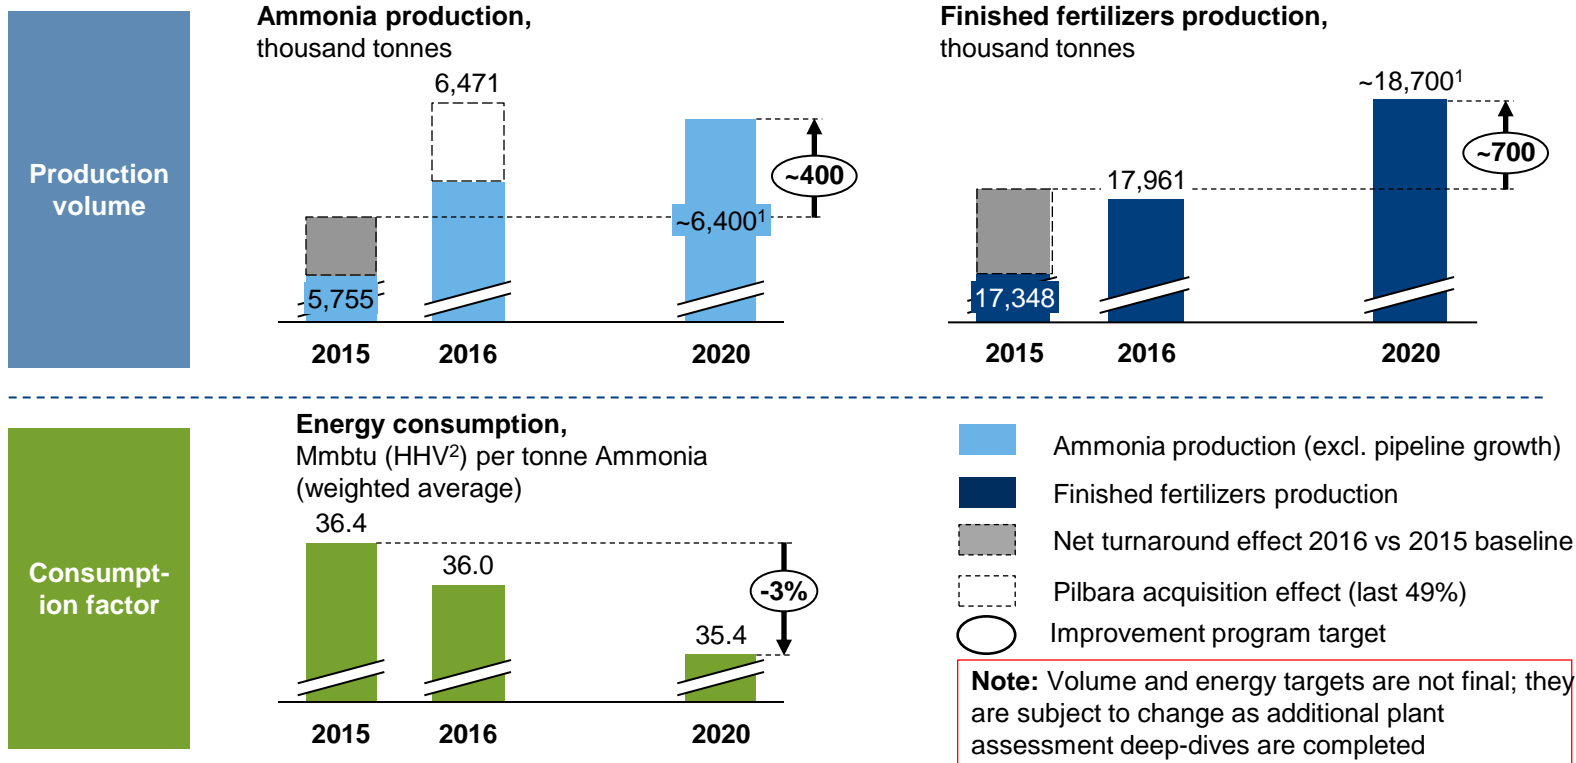 Production
volume
Ammonia production,
thousand tonnes
6,471
~400
~6,400¹
5,755
2015
2016
2020
Finished fertilizers production,
thousand tonnes
~18,700¹
~700
17,961
17,348
2015
2016
2020
Consumpt-
ion factor
Energy consumption,
Mmbtu (HHV²) per tonne Ammonia
(weighted average)
36.4
36.0
-3%
35.4
2015
2016
2020
Ammonia production (excl. pipeline growth)
Finished fertilizers production
Net turnaround effect 2016 vs 2015 baseline
Pilbara acquisition effect (last 49%)
Improvement program target
Note: Volume and energy targets are not final; they
are subject to change as additional plant
assessment deep-dives are completed